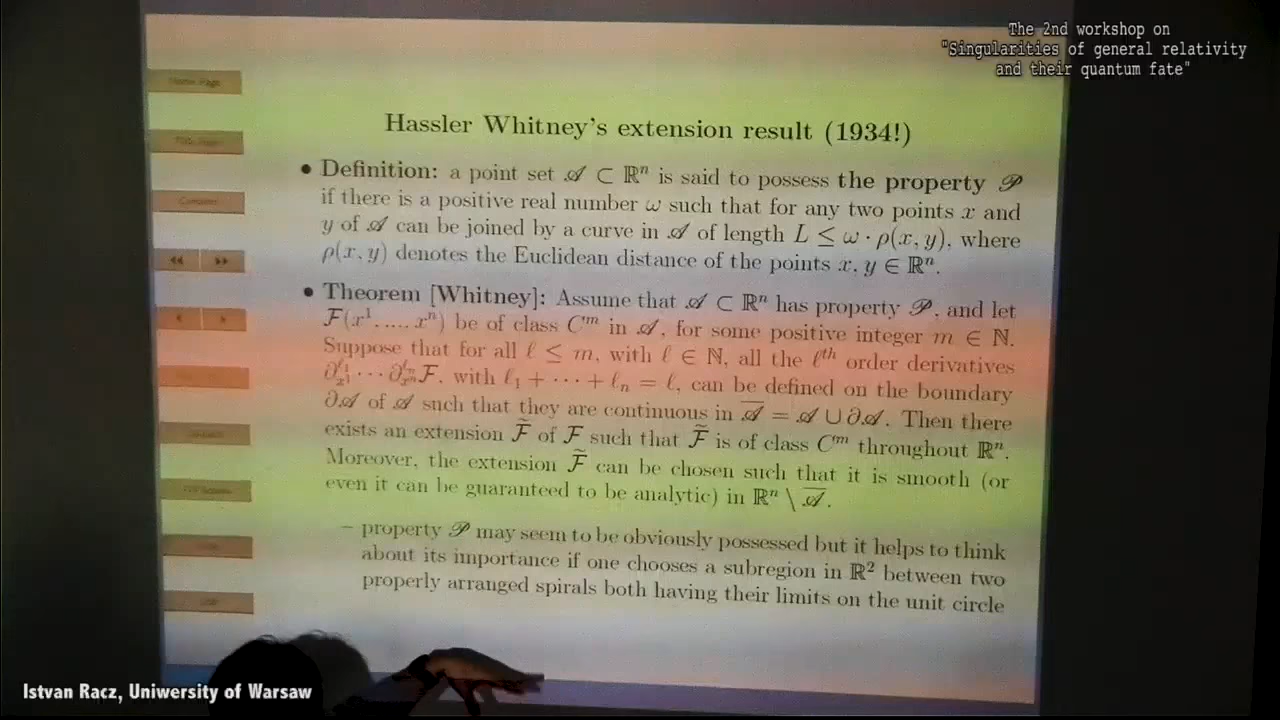 The 2nd workshop on
"Singularities of general relativity
and their quantum fate"
Home Page
Title Page
Contents
◀◀ ▶▶
◀ ▶
Hassler Whitney's extension result (1934!)
• Definition: a point set 𝒜 ⊂ ℝⁿ is said to possess the property 𝒫
if there is a positive real number ω such that for any two points x and
y of 𝒜 can be joined by a curve in 𝒜 of length L ≤ ω · ρ(x, y), where
ρ(x, y) denotes the Euclidean distance of the points x, y ∈ ℝⁿ.
• Theorem [Whitney]: Assume that 𝒜 ⊂ ℝⁿ has property 𝒫, and let
ℱ(x¹, ..., xⁿ) be of class Cᵐ in 𝒜, for some positive integer m ∈ ℕ.
Suppose that for all ℓ ≤ m, with ℓ ∈ ℕ, all the ℓᵗʰ order derivatives
∂_{x¹}^{ℓ₁} ··· ∂_{xⁿ}^{ℓₙ}ℱ, with ℓ₁ + ··· + ℓₙ = ℓ, can be defined on the boundary
∂𝒜 of 𝒜 such that they are continuous in 𝒜̅ = 𝒜 ∪ ∂𝒜. Then there
exists an extension ℱ̃ of ℱ such that ℱ̃ is of class Cᵐ throughout ℝⁿ.
Moreover, the extension ℱ̃ can be chosen such that it is smooth (or
even it can be guaranteed to be analytic) in ℝⁿ \ 𝒜̅.
– property 𝒫 may seem to be obviously possessed but it helps to think
about its importance if one chooses a subregion in ℝ² between two
properly arranged spirals both having their limits on the unit circle
Istvan Racz, Uniwersity of Warsaw